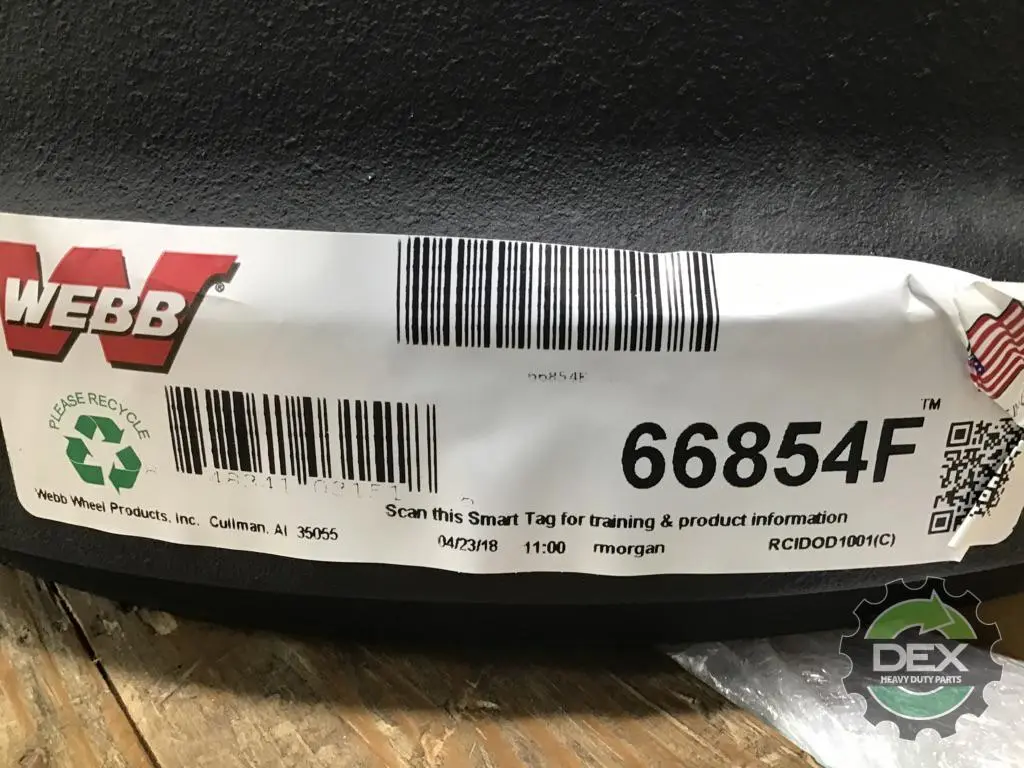 WEBB®
66854F
PLEASE RECYCLE
66854F™
Webb Wheel Products, Inc. Cullman, Al 35055
Scan this Smart Tag for training & product information
04/23/18 11:00 rmorgan RCIDOD1001(C)
DEX
HEAVY DUTY PARTS